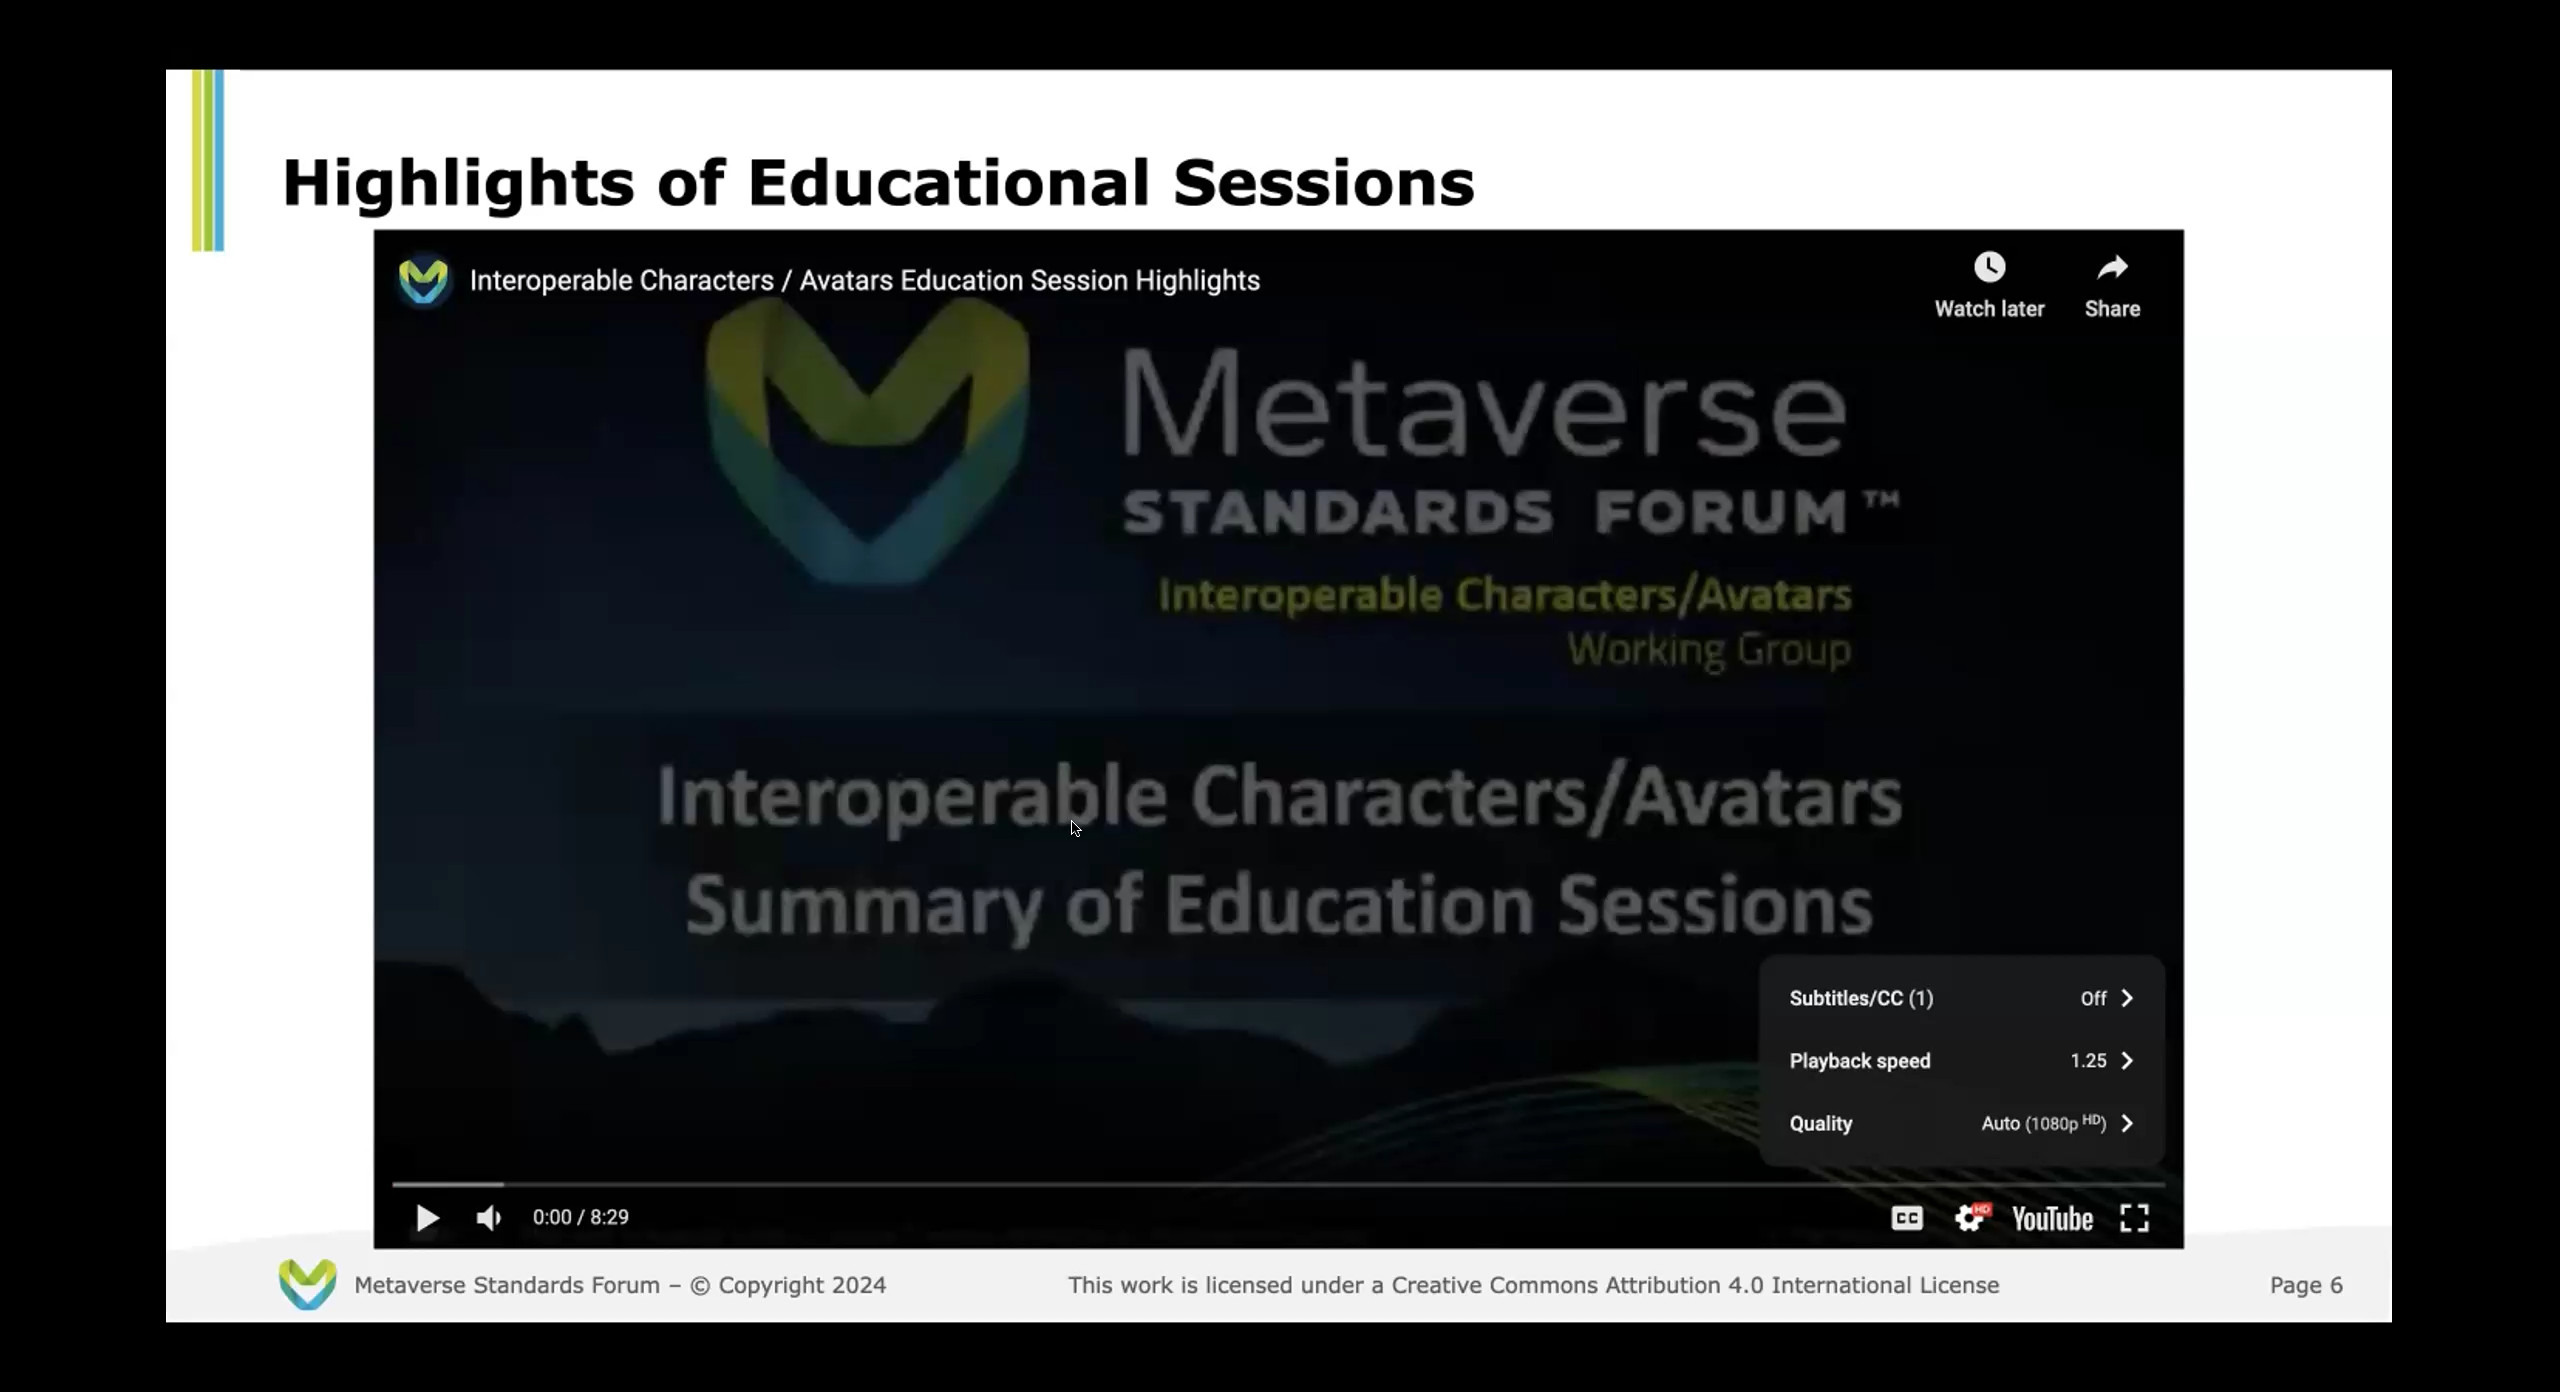 Highlights of Educational Sessions
Interoperable Characters / Avatars Education Session Highlights
Watch later
Share
Metaverse
STANDARDS FORUM™
Interoperable Characters/Avatars
Working Group
Interoperable Characters/Avatars
Summary of Education Sessions
Subtitles/CC (1) Off
Playback speed 1.25
Quality Auto (1080p HD)
0:00 / 8:29
CC
HD
YouTube
Metaverse Standards Forum – © Copyright 2024
This work is licensed under a Creative Commons Attribution 4.0 International License
Page 6